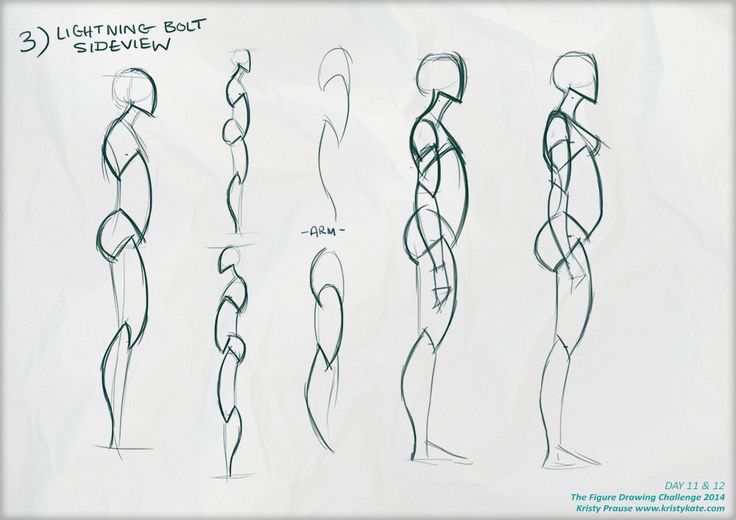 3) LIGHTNING BOLT
SIDEVIEW
-ARM-
DAY 11 & 12
The Figure Drawing Challenge 2014
Kristy Prause www.kristykate.com